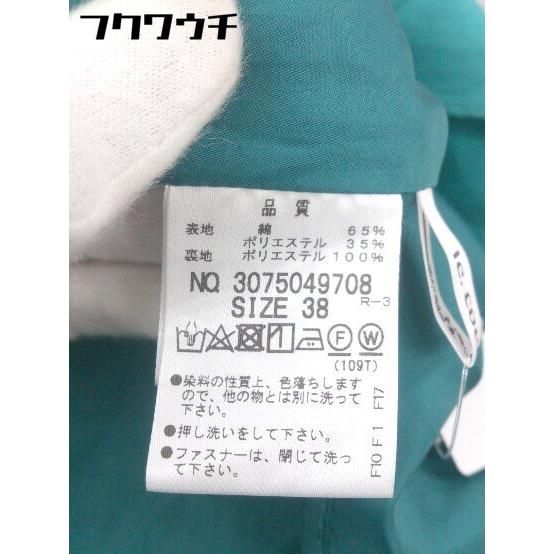 フクワウチ
品質
表地 綿 65%
ポリエステル 35%
裏地 ポリエステル 100%
NO. 3075049708
SIZE 38 R-3
F W
(109T)
●染料の性質上、色落ちします
ので、他の物とは別に洗って
下さい。
●押し洗いをして下さい。
●ファスナーは、閉じて洗っ
て下さい。
F10 F1 F17